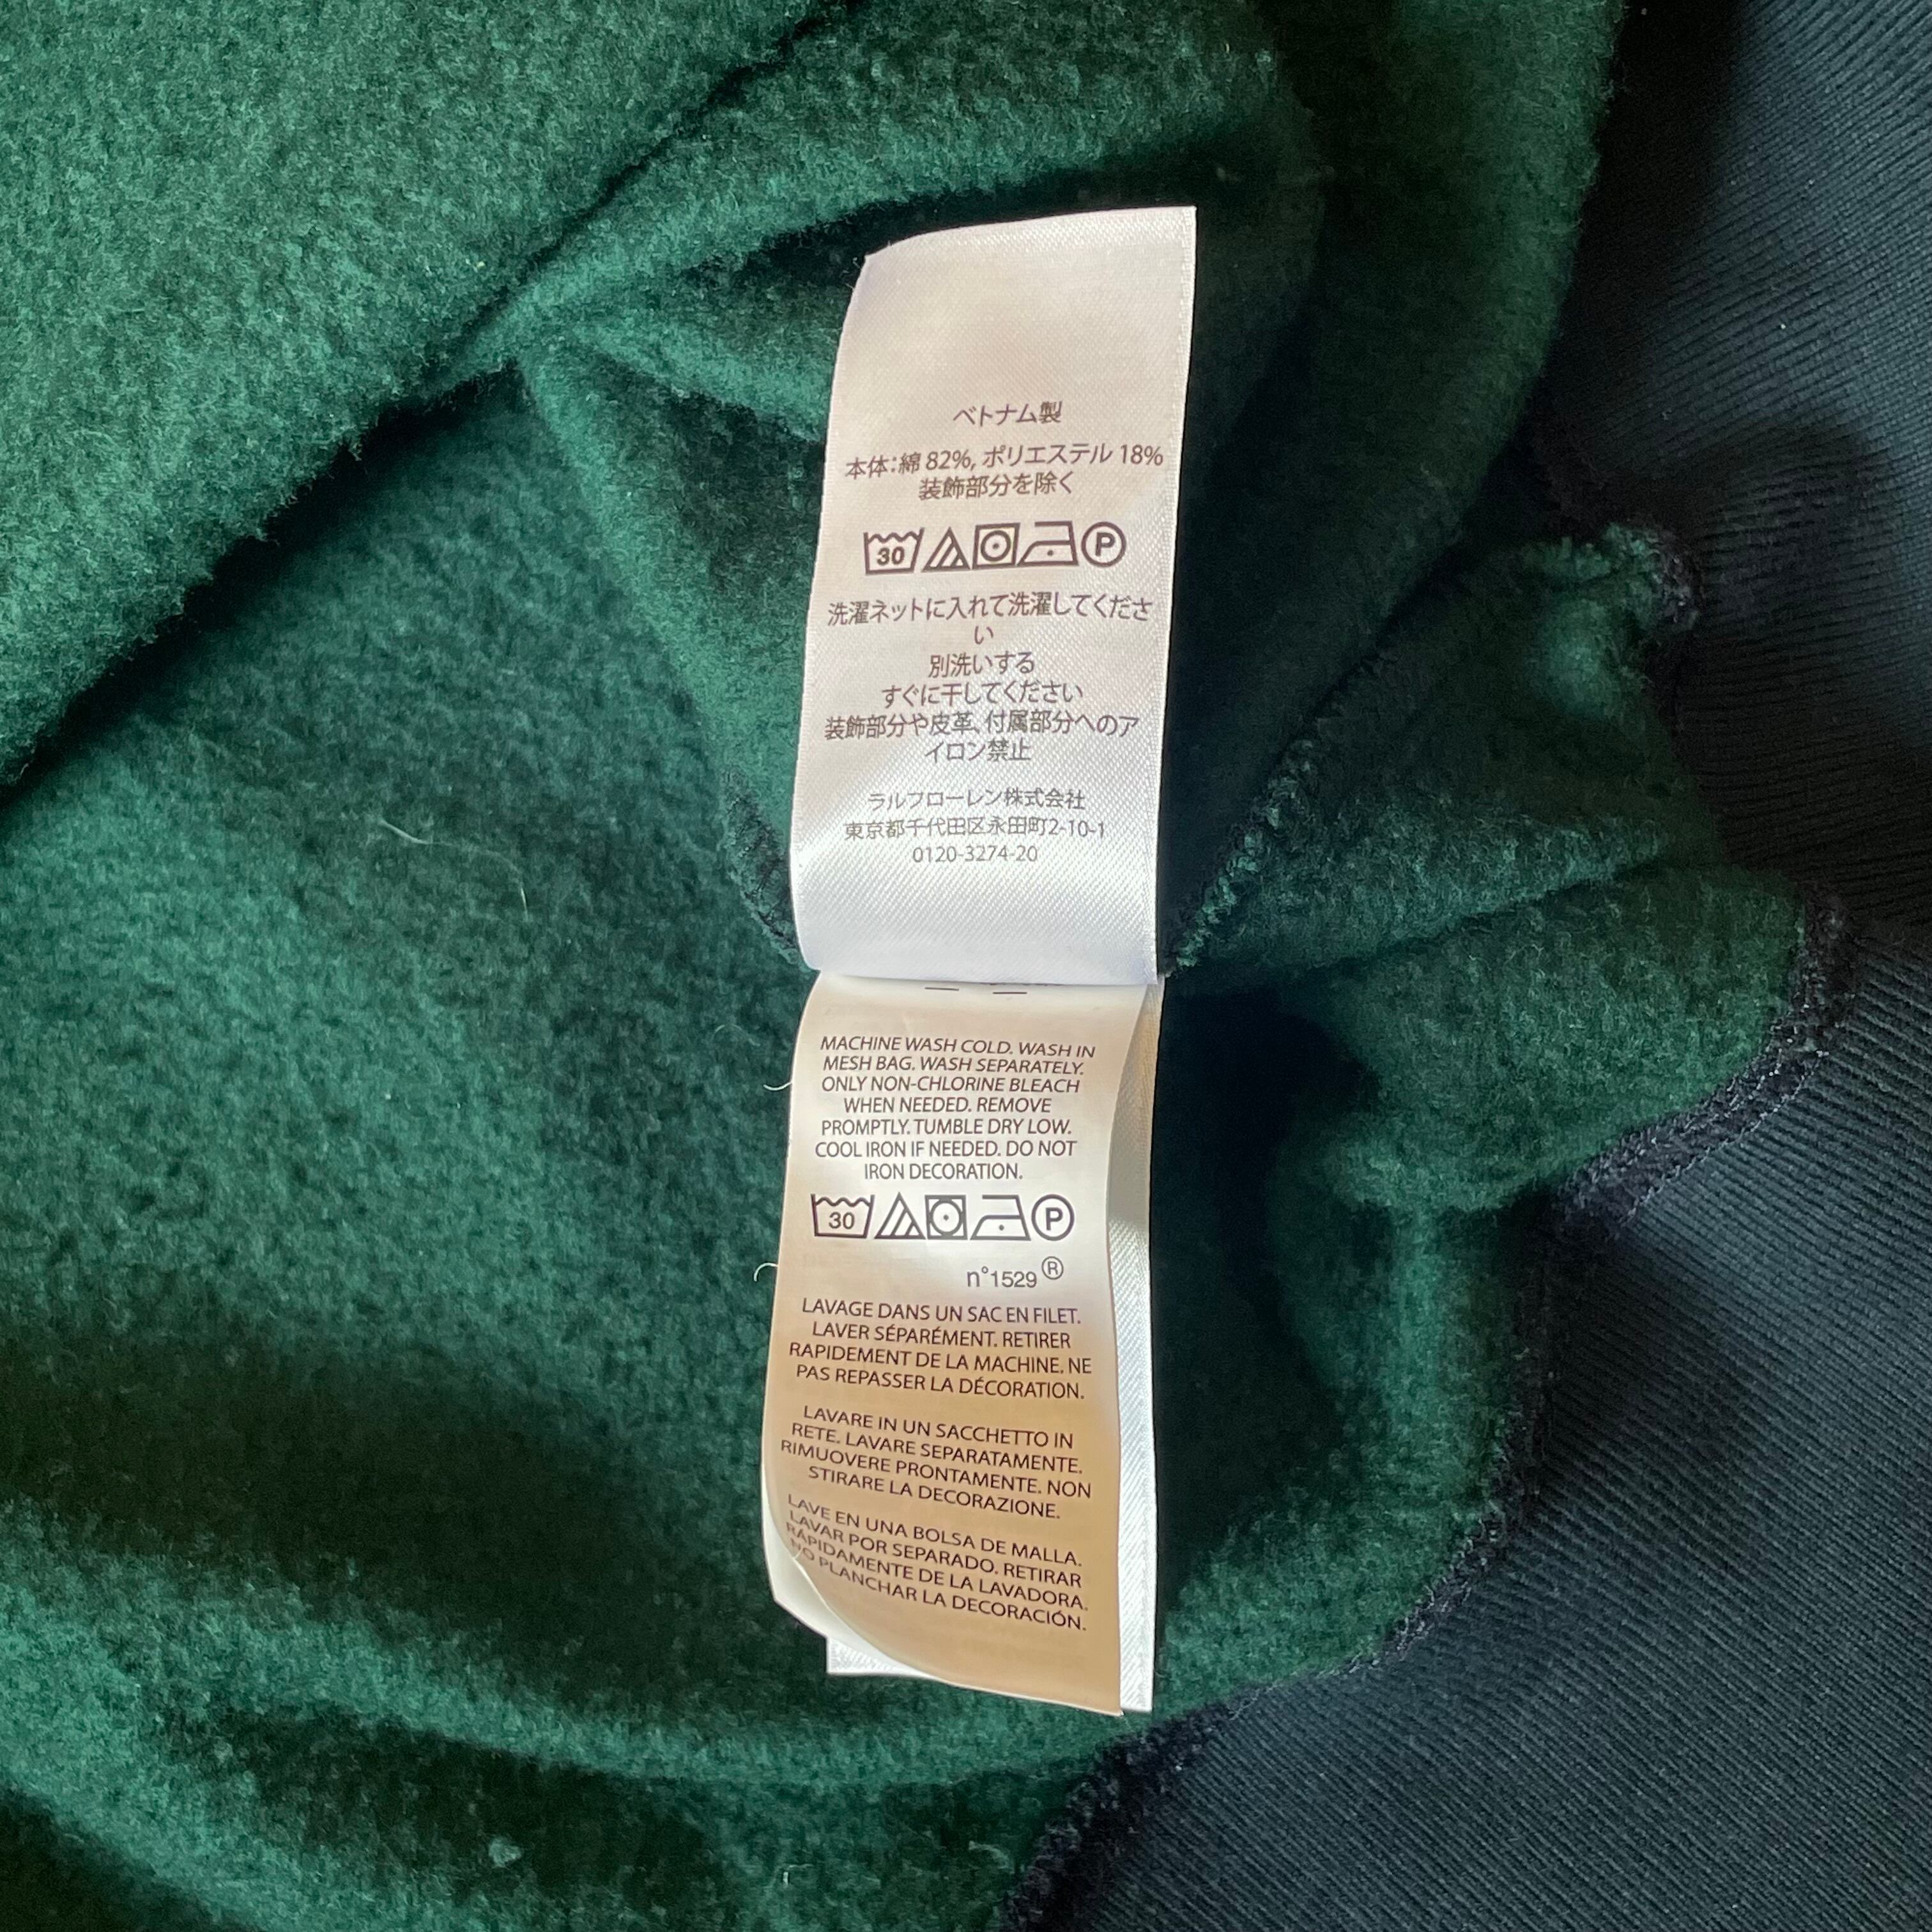 ベトナム製
本体:綿 82%, ポリエステル 18%
装飾部分を除く
30 P
洗濯ネットに入れて洗濯してくださ
い
別洗いする
すぐに干してください
装飾部分や皮革、付属部分へのア
イロン禁止
ラルフローレン株式会社
東京都千代田区永田町2-10-1
0120-3274-20
MACHINE WASH COLD. WASH IN
MESH BAG. WASH SEPARATELY.
ONLY NON-CHLORINE BLEACH
WHEN NEEDED. REMOVE
PROMPTLY. TUMBLE DRY LOW.
COOL IRON IF NEEDED. DO NOT
IRON DECORATION.
30 P
n°1529 ®
LAVAGE DANS UN SAC EN FILET.
LAVER SÉPARÉMENT. RETIRER
RAPIDEMENT DE LA MACHINE. NE
PAS REPASSER LA DÉCORATION.
LAVARE IN UN SACCHETTO IN
RETE. LAVARE SEPARATAMENTE.
RIMUOVERE PRONTAMENTE. NON
STIRARE LA DECORAZIONE.
LAVE EN UNA BOLSA DE MALLA.
LAVAR POR SEPARADO. RETIRAR
RÁPIDAMENTE DE LA LAVADORA.
NO PLANCHAR LA DECORACIÓN.